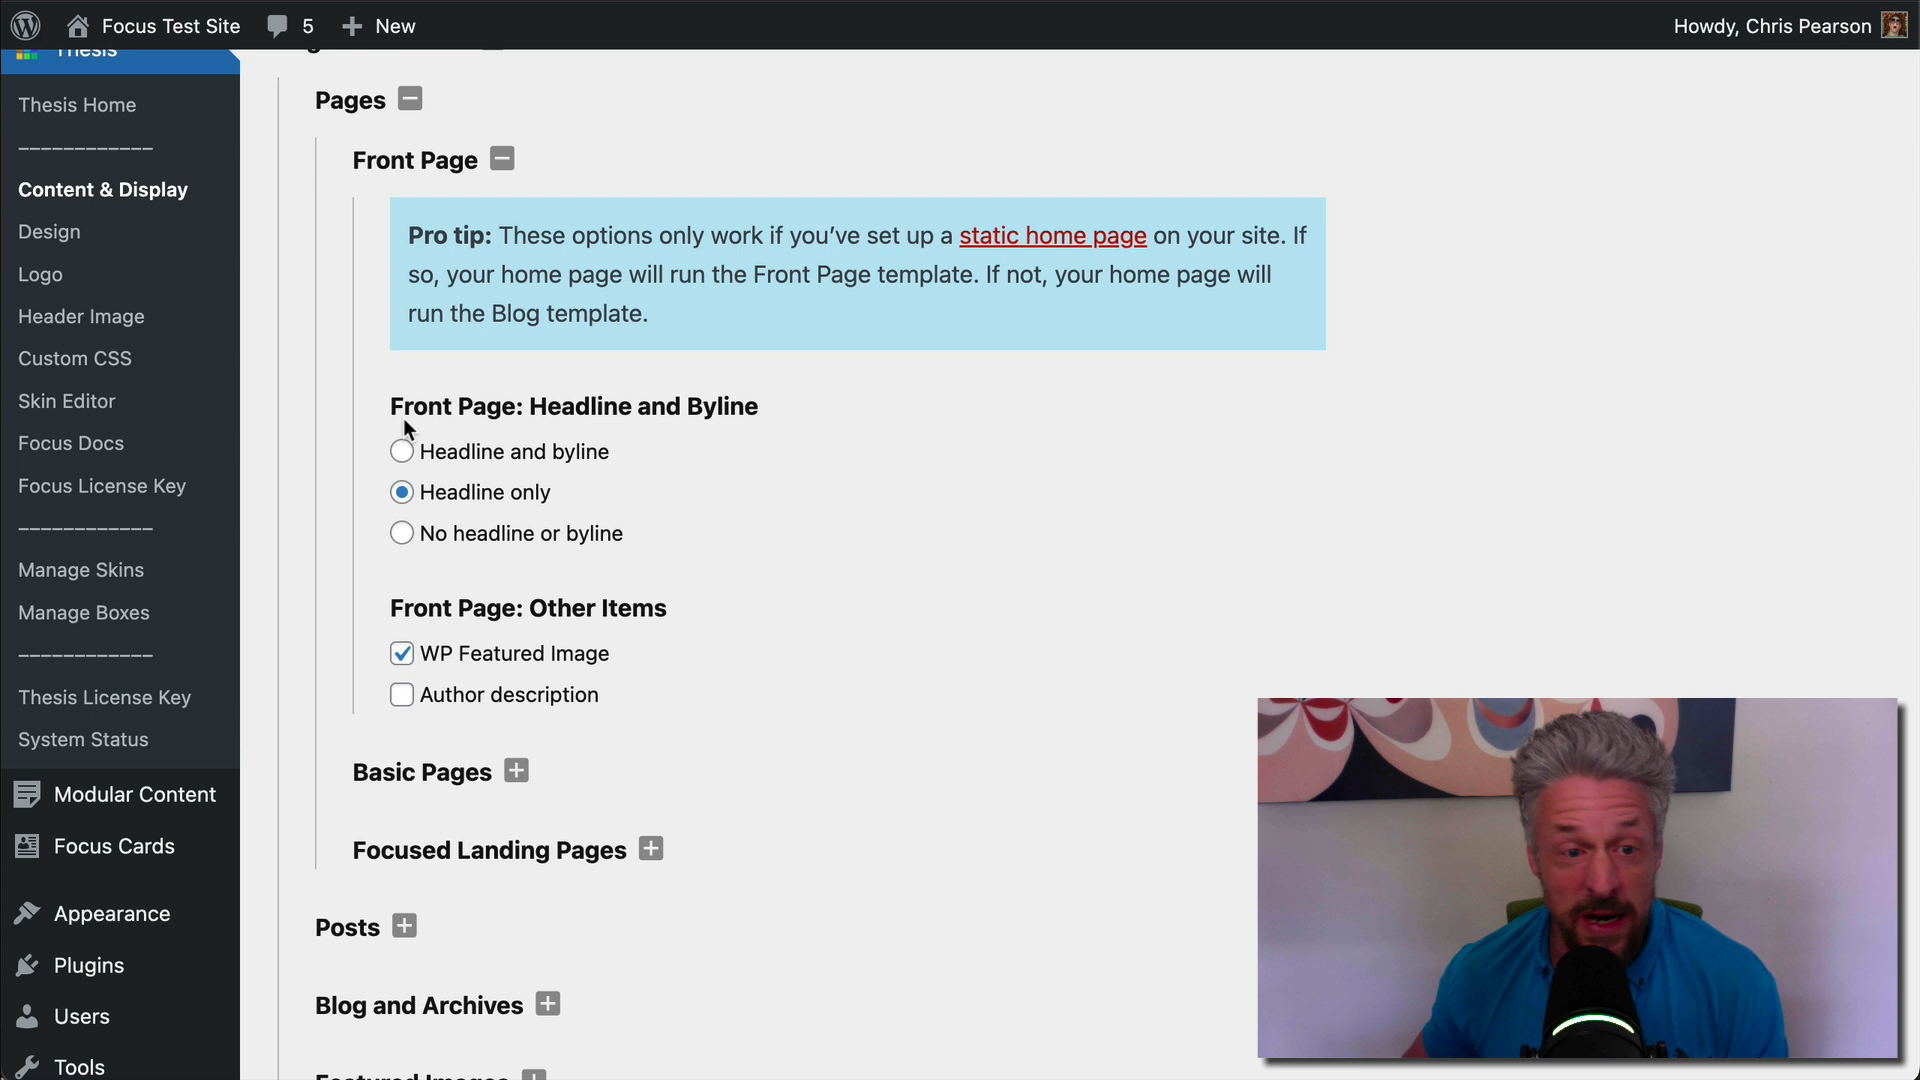 Focus Test Site
5
New
Howdy, Chris Pearson
Thesis
Thesis Home
––––––––––––
Content & Display
Design
Logo
Header Image
Custom CSS
Skin Editor
Focus Docs
Focus License Key
––––––––––––
Manage Skins
Manage Boxes
––––––––––––
Thesis License Key
System Status
Modular Content
Focus Cards
Appearance
Plugins
Users
Tools
Pages
Front Page
Pro tip: These options only work if you’ve set up a static home page on your site. If
so, your home page will run the Front Page template. If not, your home page will
run the Blog template.
Front Page: Headline and Byline
Headline and byline
Headline only
No headline or byline
Front Page: Other Items
WP Featured Image
Author description
Basic Pages
Focused Landing Pages
Posts
Blog and Archives
Featured Images